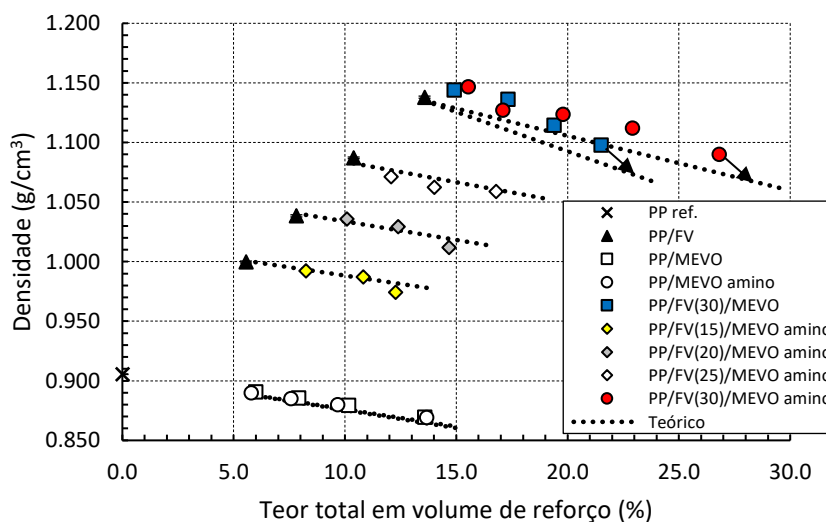 1.200
1.150
1.100
1.050
1.000
0.950
0.900
0.850
Densidade (g/cm³)
0.0 5.0 10.0 15.0 20.0 25.0 30.0
Teor total em volume de reforço (%)
PP ref.
PP/FV
PP/MEVO
PP/MEVO amino
PP/FV(30)/MEVO
PP/FV(15)/MEVO amino
PP/FV(20)/MEVO amino
PP/FV(25)/MEVO amino
PP/FV(30)/MEVO amino
Teórico